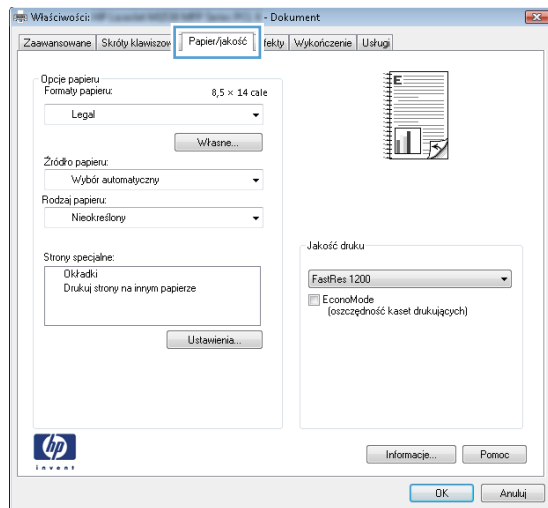 Właściwości:
- Dokument
Zaawansowane
Skróty klawiszow
Papier/jakość
fekty
Wykończenie
Usługi
Opcje papieru
Formaty papieru:
8,5 × 14 cale
Legal
Własne...
Źródło papieru:
Wybór automatyczny
Rodzaj papieru:
Nieokreślony
Strony specjalne:
Okładki
Drukuj strony na innym papierze
Ustawienia...
E
Jakość druku
FastRes 1200
EconoMode
(oszczędność kaset drukujących)
hp
invent
Informacje...
Pomoc
OK
Anuluj